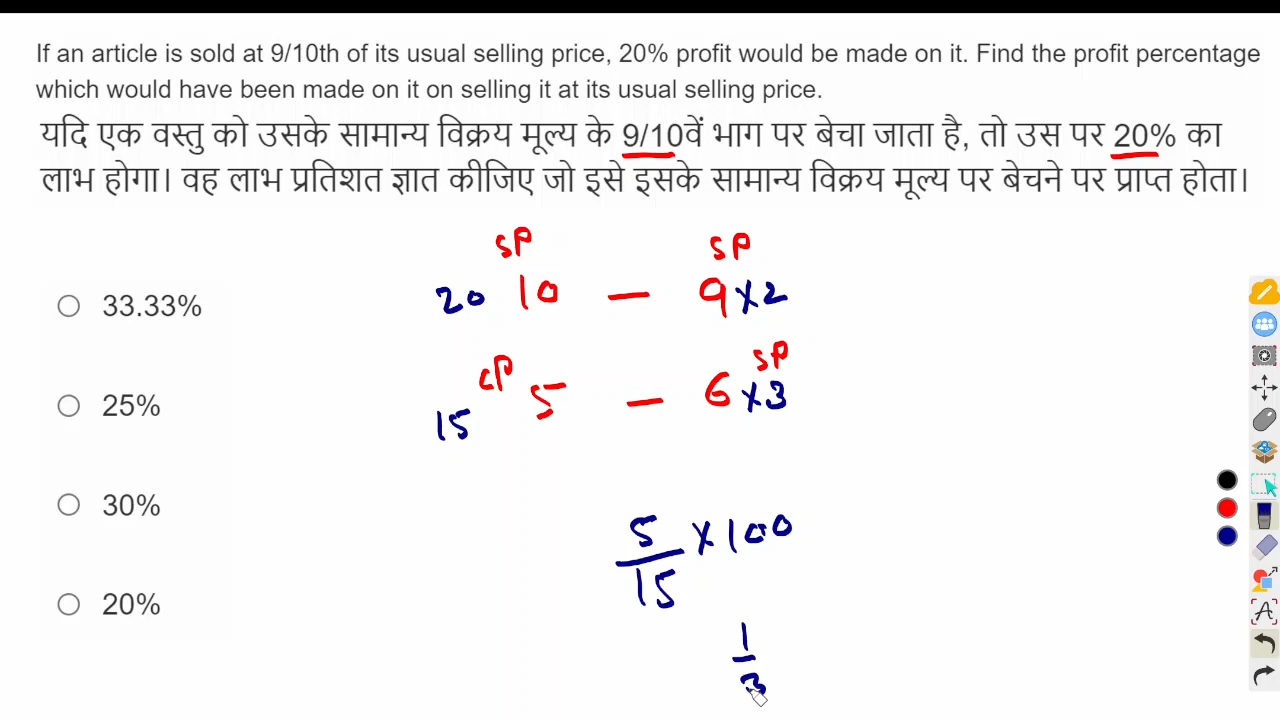 If an article is sold at 9/10th of its usual selling price, 20% profit would be made on it. Find the profit percentage
which would have been made on it on selling it at its usual selling price.
यदि एक वस्तु को उसके सामान्य विक्रय मूल्य के 9/10वें भाग पर बेचा जाता है, तो उस पर 20% का
लाभ होगा। वह लाभ प्रतिशत ज्ञात कीजिए जो इसे इसके सामान्य विक्रय मूल्य पर बेचने पर प्राप्त होता।
SP SP
33.33% 20 10 — 9×2
CP SP
25% 15 5 — 6×3
30%
5/15 × 100
20%
1/3
A